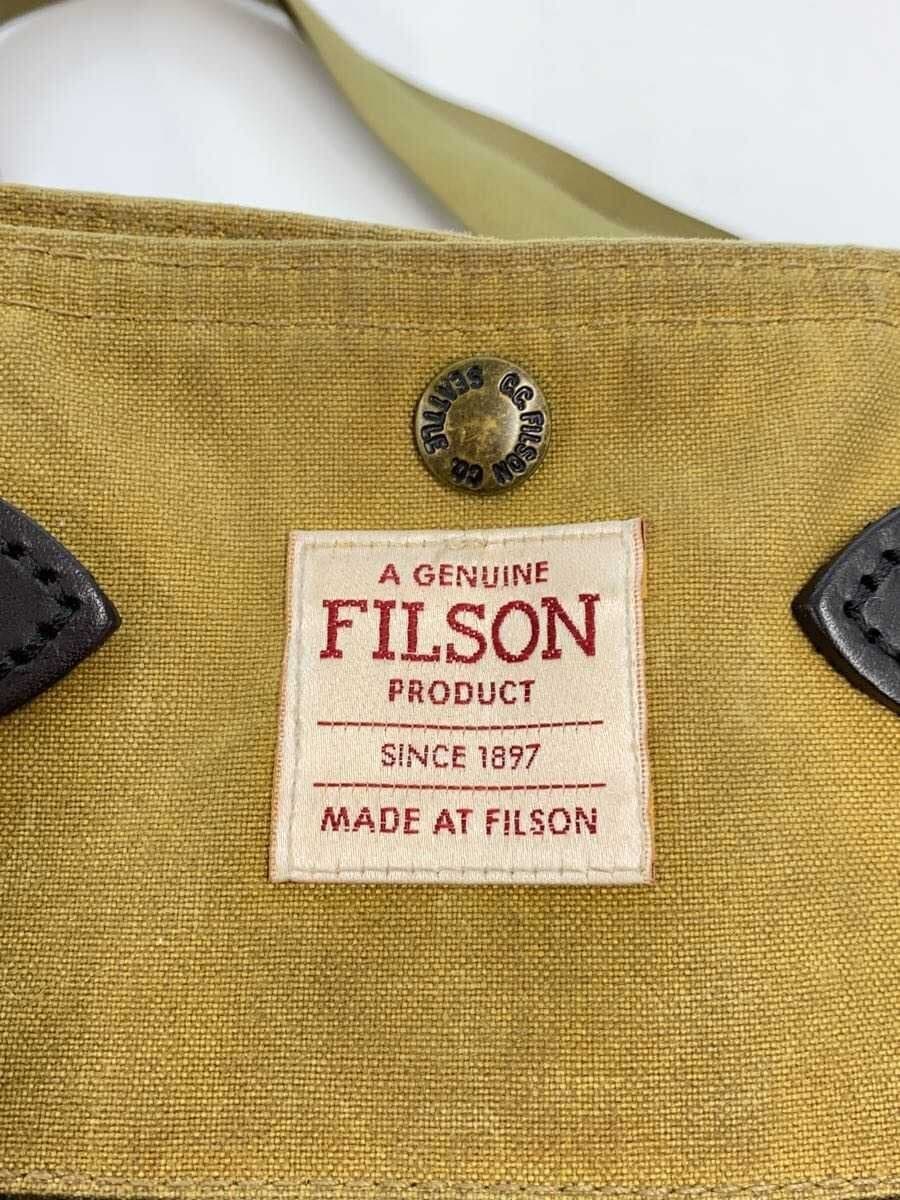 C.C. FILSON CO.
SEATTLE
A GENUINE
FILSON
PRODUCT
SINCE 1897
MADE AT FILSON